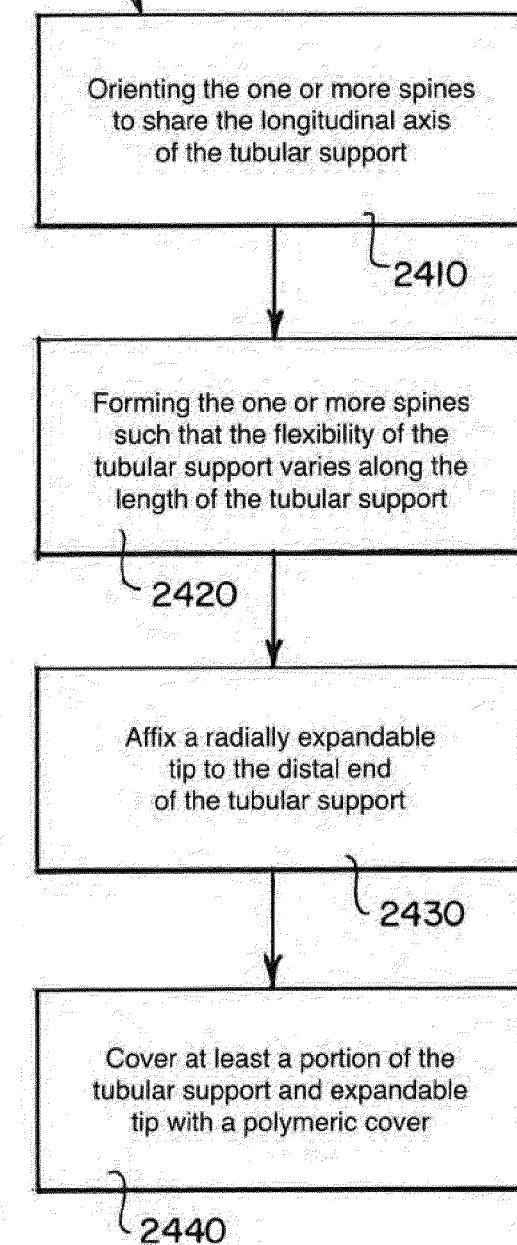 Orienting the one or more spines
to share the longitudinal axis
of the tubular support
2410
Forming the one or more spines
such that the flexibility of the
tubular support varies along the
length of the tubular support
2420
Affix a radially expandable
tip to the distal end
of the tubular support
2430
Cover at least a portion of the
tubular support and expandable
tip with a polymeric cover
2440